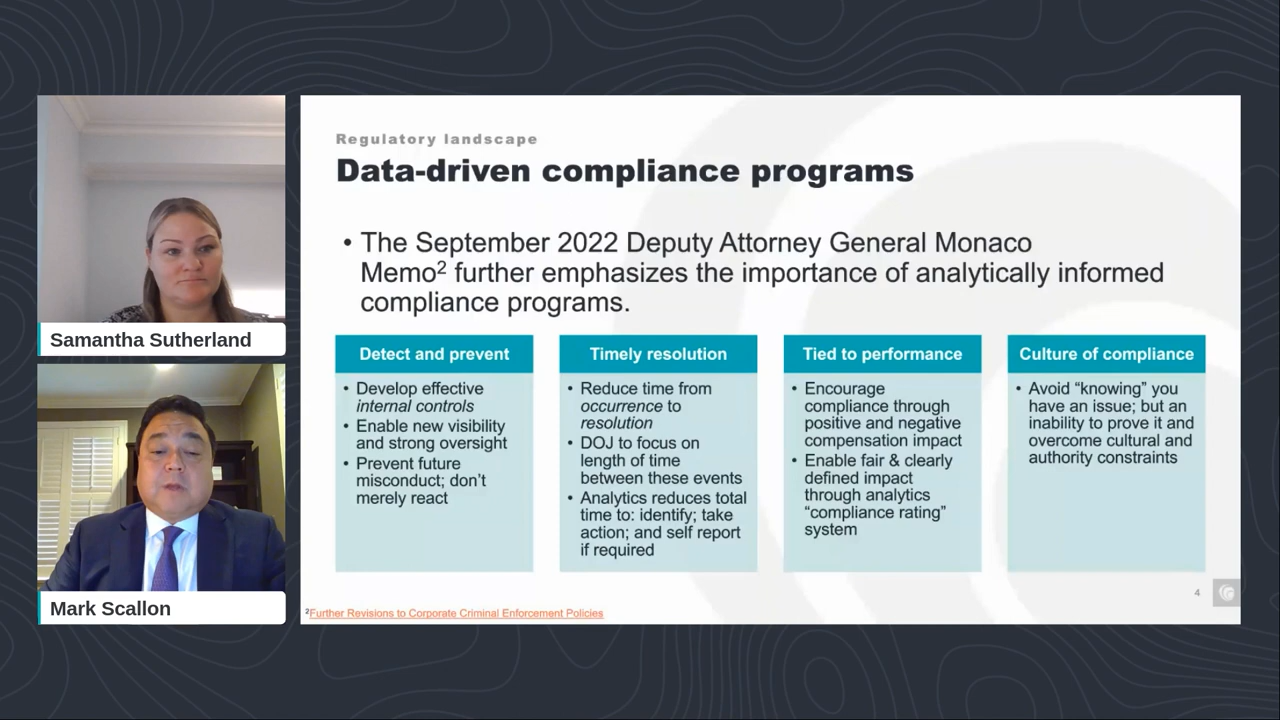 Samantha Sutherland
Mark Scallon
Regulatory landscape
Data-driven compliance programs
• The September 2022 Deputy Attorney General Monaco
Memo² further emphasizes the importance of analytically informed
compliance programs.
Detect and prevent
• Develop effective
internal controls
• Enable new visibility
and strong oversight
• Prevent future
misconduct; don’t
merely react
Timely resolution
• Reduce time from
occurrence to
resolution
• DOJ to focus on
length of time
between these events
• Analytics reduces total
time to: identify; take
action; and self report
if required
Tied to performance
• Encourage
compliance through
positive and negative
compensation impact
• Enable fair & clearly
defined impact
through analytics
“compliance rating”
system
Culture of compliance
• Avoid “knowing” you
have an issue; but an
inability to prove it and
overcome cultural and
authority constraints
4
²Further Revisions to Corporate Criminal Enforcement Policies